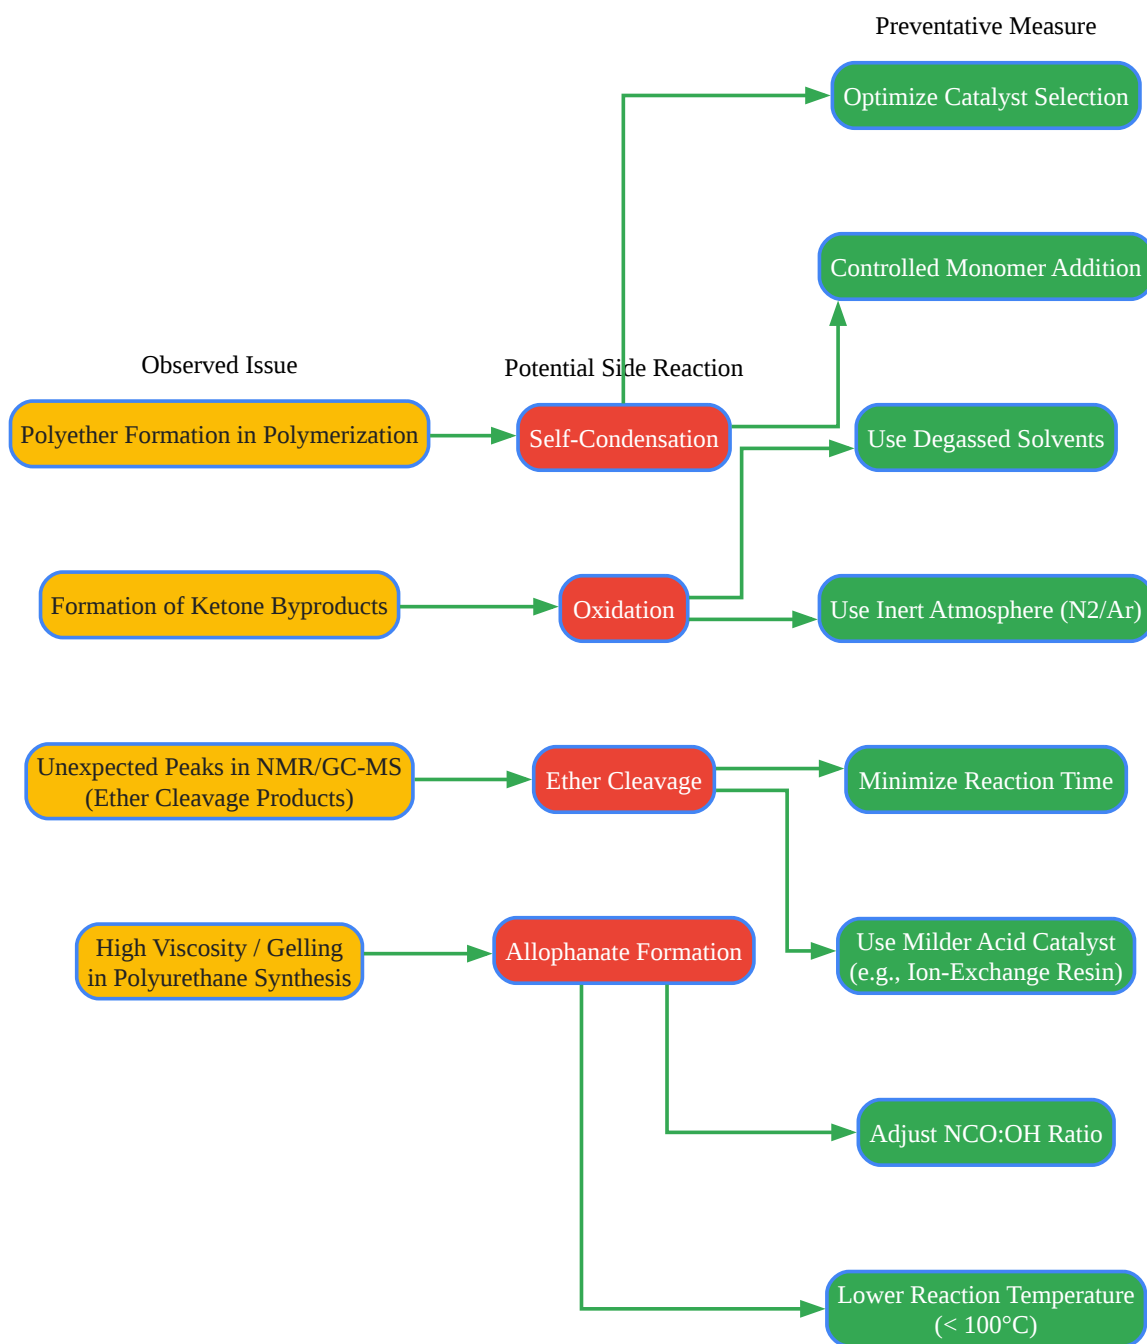 Preventative Measure
Optimize Catalyst Selection
Controlled Monomer Addition
Observed Issue
Potential Side Reaction
Polyether Formation in Polymerization
Self-Condensation
Use Degassed Solvents
Formation of Ketone Byproducts
Oxidation
Use Inert Atmosphere (N2/Ar)
Unexpected Peaks in NMR/GC-MS
(Ether Cleavage Products)
Ether Cleavage
Minimize Reaction Time
High Viscosity / Gelling
in Polyurethane Synthesis
Allophanate Formation
Use Milder Acid Catalyst
(e.g., Ion-Exchange Resin)
Adjust NCO:OH Ratio
Lower Reaction Temperature
(< 100°C)